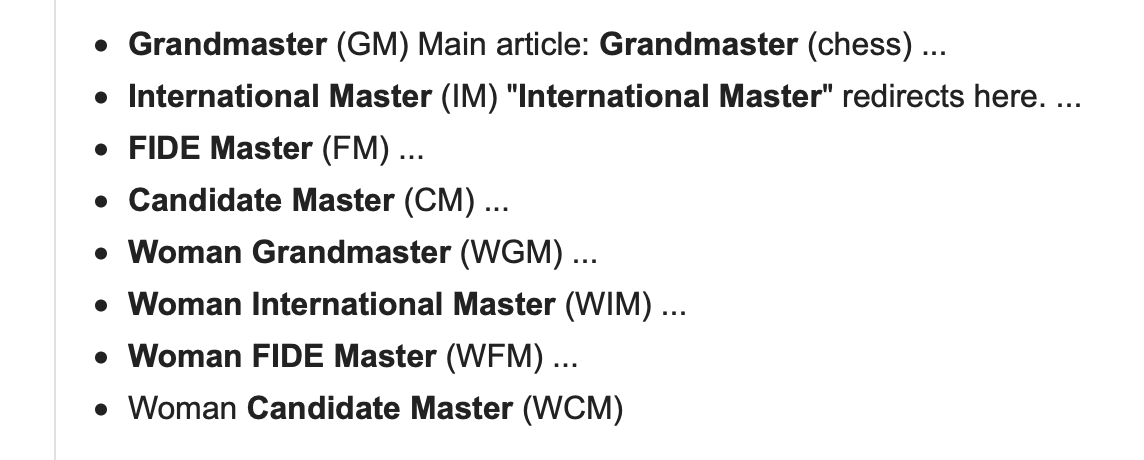 • Grandmaster (GM) Main article: Grandmaster (chess) ...
• International Master (IM) "International Master" redirects here. ...
• FIDE Master (FM) ...
• Candidate Master (CM) ...
• Woman Grandmaster (WGM) ...
• Woman International Master (WIM) ...
• Woman FIDE Master (WFM) ...
• Woman Candidate Master (WCM)